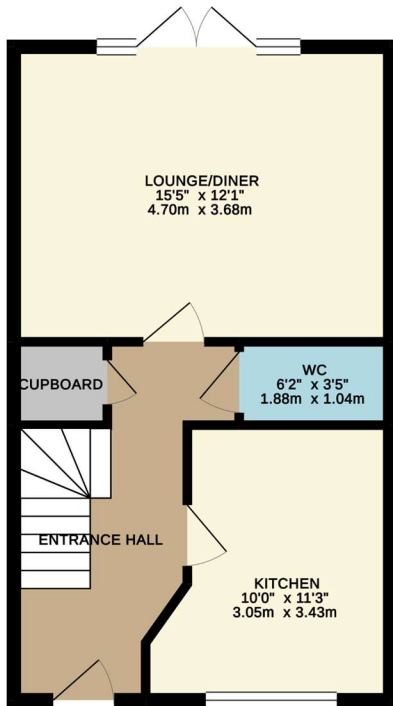 LOUNGE/DINER
15'5" x 12'1"
4.70m x 3.68m
CUPBOARD
WC
6'2" x 3'5"
1.88m x 1.04m
ENTRANCE HALL
KITCHEN
10'0" x 11'3"
3.05m x 3.43m